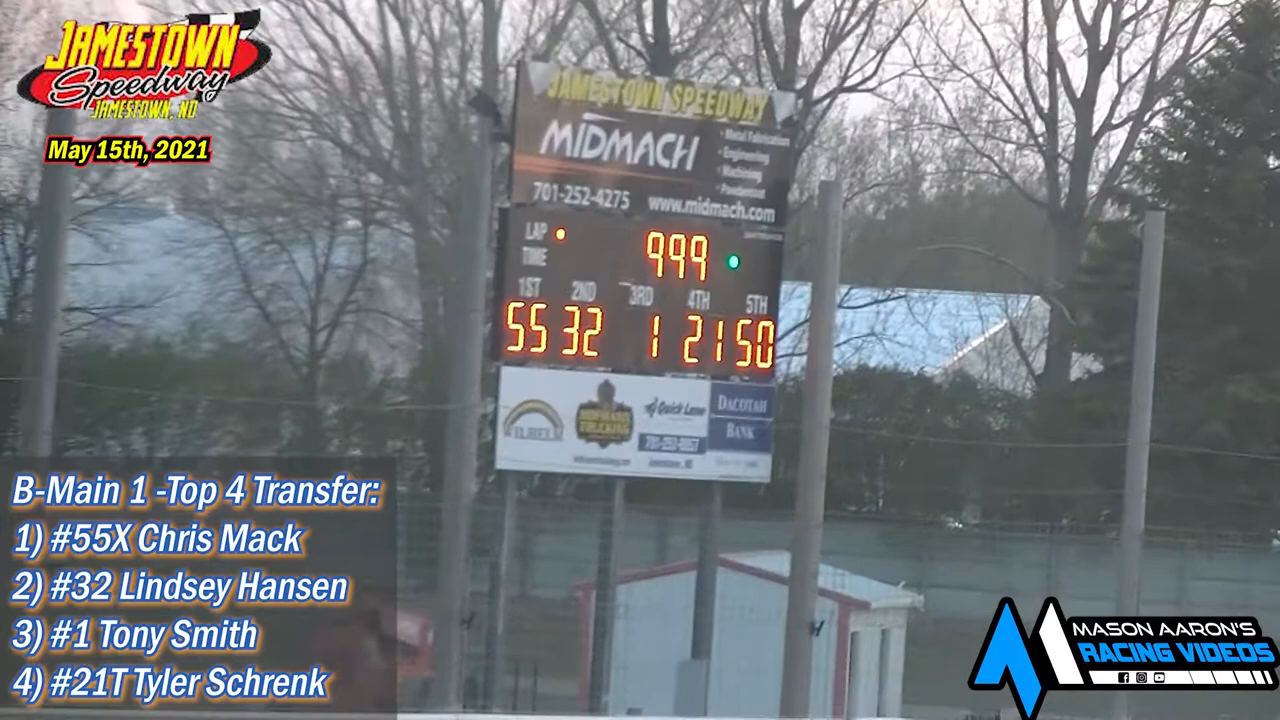 JAMESTOWN
Speedway
JAMESTOWN, ND
May 15th, 2021
JAMESTOWN SPEEDWAY
MIDMACH
· Metal Fabrication
· Engineering
· Machining
701-252-4275
www.midmach.com
LAP
999
TIME
1ST 2ND 3RD 4TH 5TH
55 32 1 21 50
Quick Lane
DACOTAH
BANK
B-Main 1 -Top 4 Transfer:
1) #55X Chris Mack
2) #32 Lindsey Hansen
3) #1 Tony Smith
4) #21T Tyler Schrenk
MASON AARON'S
RACING VIDEOS